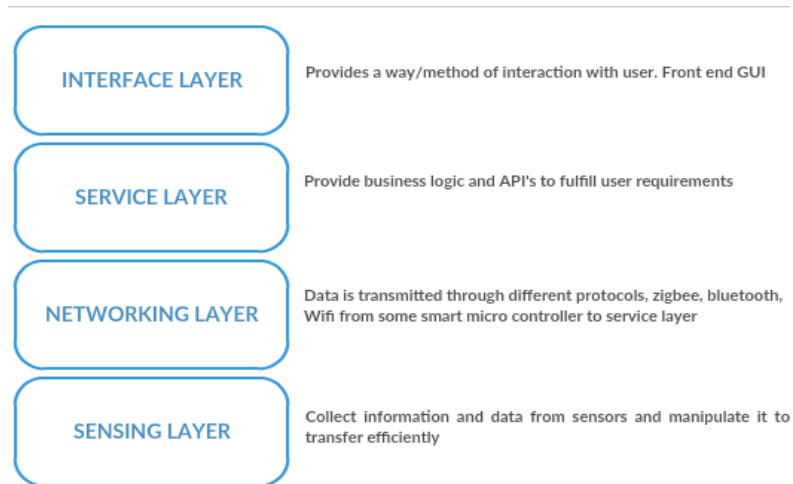 INTERFACE LAYER
Provides a way/method of interaction with user. Front end GUI
SERVICE LAYER
Provide business logic and API's to fulfill user requirements
NETWORKING LAYER
Data is transmitted through different protocols, zigbee, bluetooth,
Wifi from some smart micro controller to service layer
SENSING LAYER
Collect information and data from sensors and manipulate it to
transfer efficiently